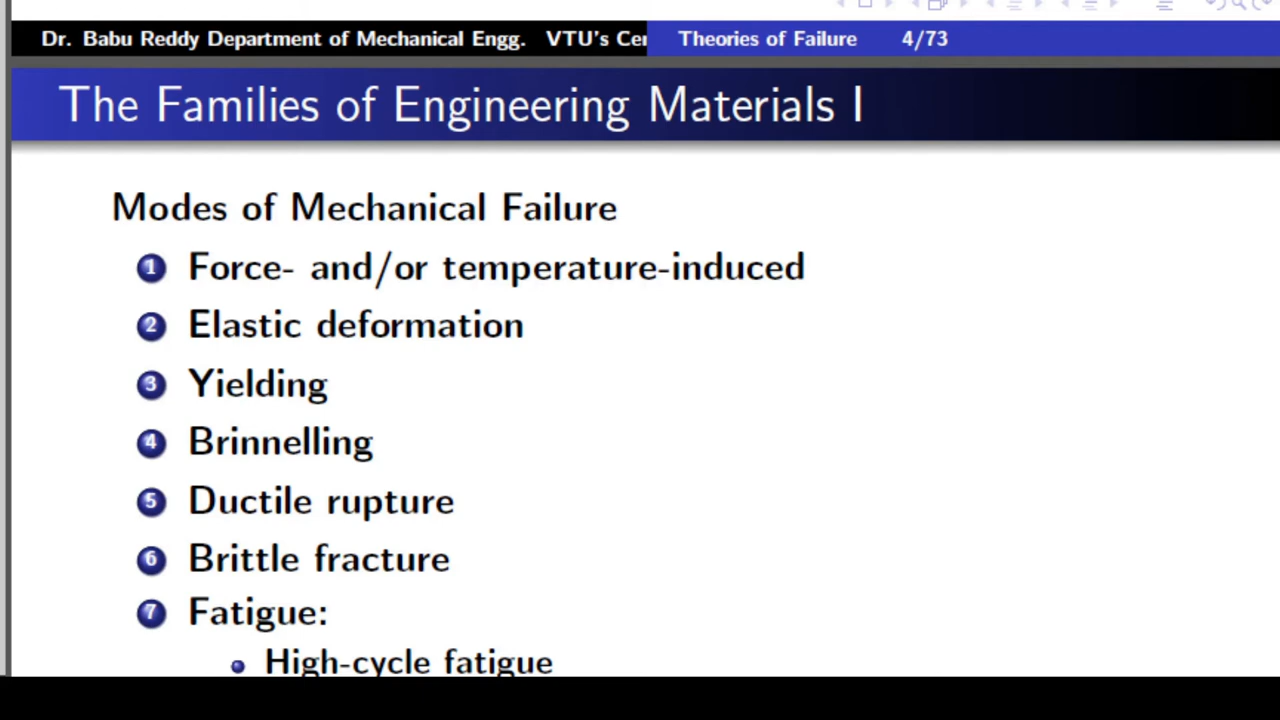 Dr. Babu Reddy Department of Mechanical Engg. VTU's Cen Theories of Failure 4/73
The Families of Engineering Materials I
Modes of Mechanical Failure
1 Force- and/or temperature-induced
2 Elastic deformation
3 Yielding
4 Brinnelling
5 Ductile rupture
6 Brittle fracture
7 Fatigue:
High-cycle fatigue